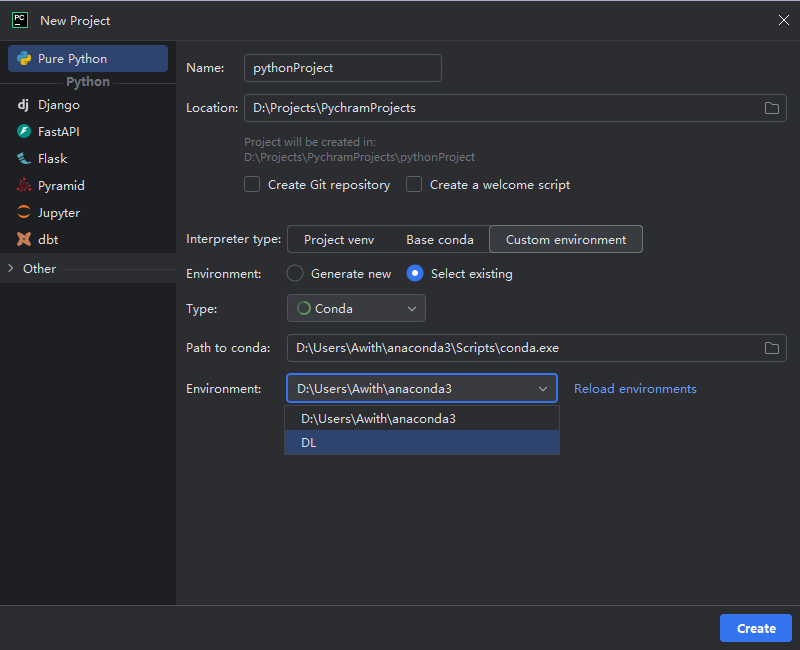 PC New Project
Pure Python
Python
dj Django
FastAPI
Flask
Pyramid
Jupyter
dbt
Other
Name: pythonProject
Location: D:\Projects\PychramProjects
Project will be created in:
D:\Projects\PychramProjects\pythonProject
Create Git repository Create a welcome script
Interpreter type: Project venv Base conda Custom environment
Environment: Generate new Select existing
Type: Conda
Path to conda: D:\Users\Awith\anaconda3\Scripts\conda.exe
Environment: D:\Users\Awith\anaconda3 Reload environments
D:\Users\Awith\anaconda3
DL
Create